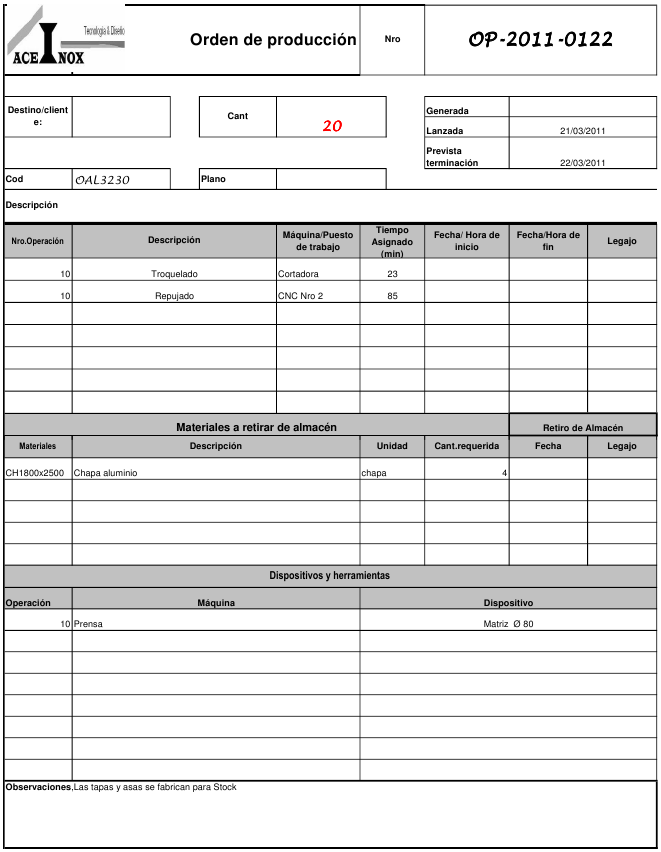 Tecnología & Diseño
ACE INOX
Orden de producción
Nro
OP-2011-0122
Destino/client
e:
Cant
20
Generada
Lanzada 21/03/2011
Prevista
terminación 22/03/2011
Cod OAL3230 Plano
Descripción
Nro.Operación Descripción Máquina/Puesto de trabajo Tiempo Asignado (min) Fecha/ Hora de inicio Fecha/Hora de fin Legajo
10 Troquelado Cortadora 23
10 Repujado CNC Nro 2 85
Materiales a retirar de almacén Retiro de Almacén
Materiales Descripción Unidad Cant.requerida Fecha Legajo
CH1800x2500 Chapa aluminio chapa 4
Dispositivos y herramientas
Operación Máquina Dispositivo
10 Prensa Matriz Ø 80
Observaciones,Las tapas y asas se fabrican para Stock